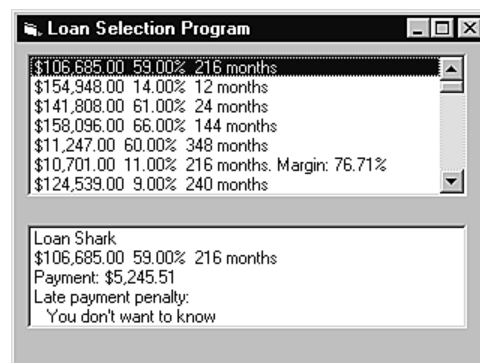 Loan Selection Program
$106,685.00 59.00% 216 months
$154,948.00 14.00% 12 months
$141,808.00 61.00% 24 months
$158,096.00 66.00% 144 months
$11,247.00 60.00% 348 months
$10,701.00 11.00% 216 months. Margin: 76.71%
$124,539.00 9.00% 240 months
Loan Shark
$106,685.00 59.00% 216 months
Payment: $5,245.51
Late payment penalty:
You don't want to know